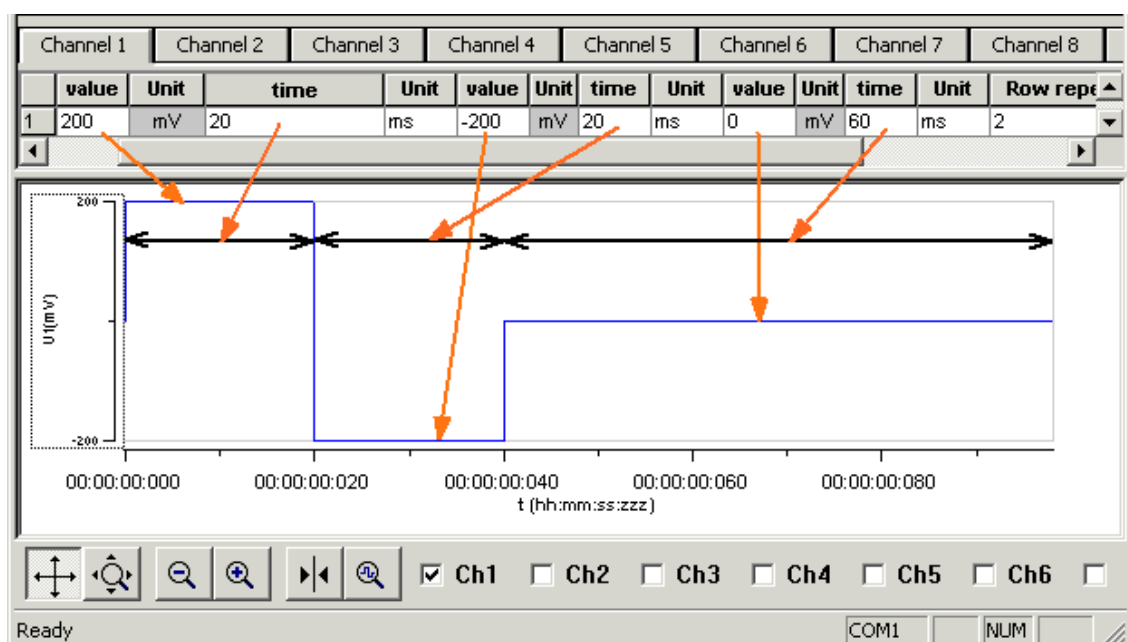 Channel 1 Channel 2 Channel 3 Channel 4 Channel 5 Channel 6 Channel 7 Channel 8
value Unit time Unit value Unit time Unit value Unit time Unit Row repe
1 200 mV 20 ms -200 mV 20 ms 0 mV 60 ms 2
200
U1(mV)
-200
00:00:00:000 00:00:00:020 00:00:00:040 00:00:00:060 00:00:00:080
t (hh:mm:ss:zzz)
Ch1 Ch2 Ch3 Ch4 Ch5 Ch6
Ready COM1 NUM